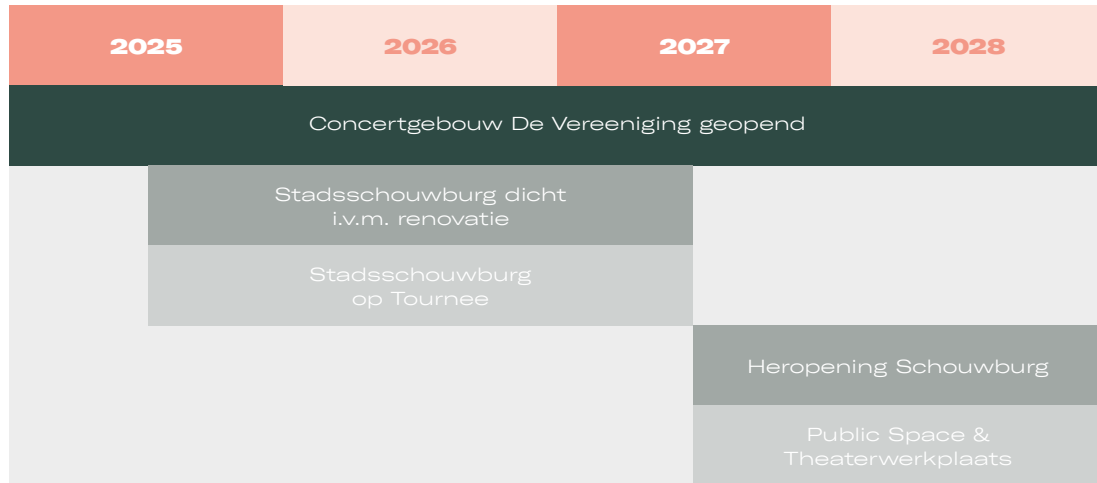 2025 2026 2027 2028
Concertgebouw De Vereeniging geopend
Stadsschouwburg dicht
i.v.m. renovatie
Stadsschouwburg
op Tournee
Heropening Schouwburg
Public Space &
Theaterwerkplaats